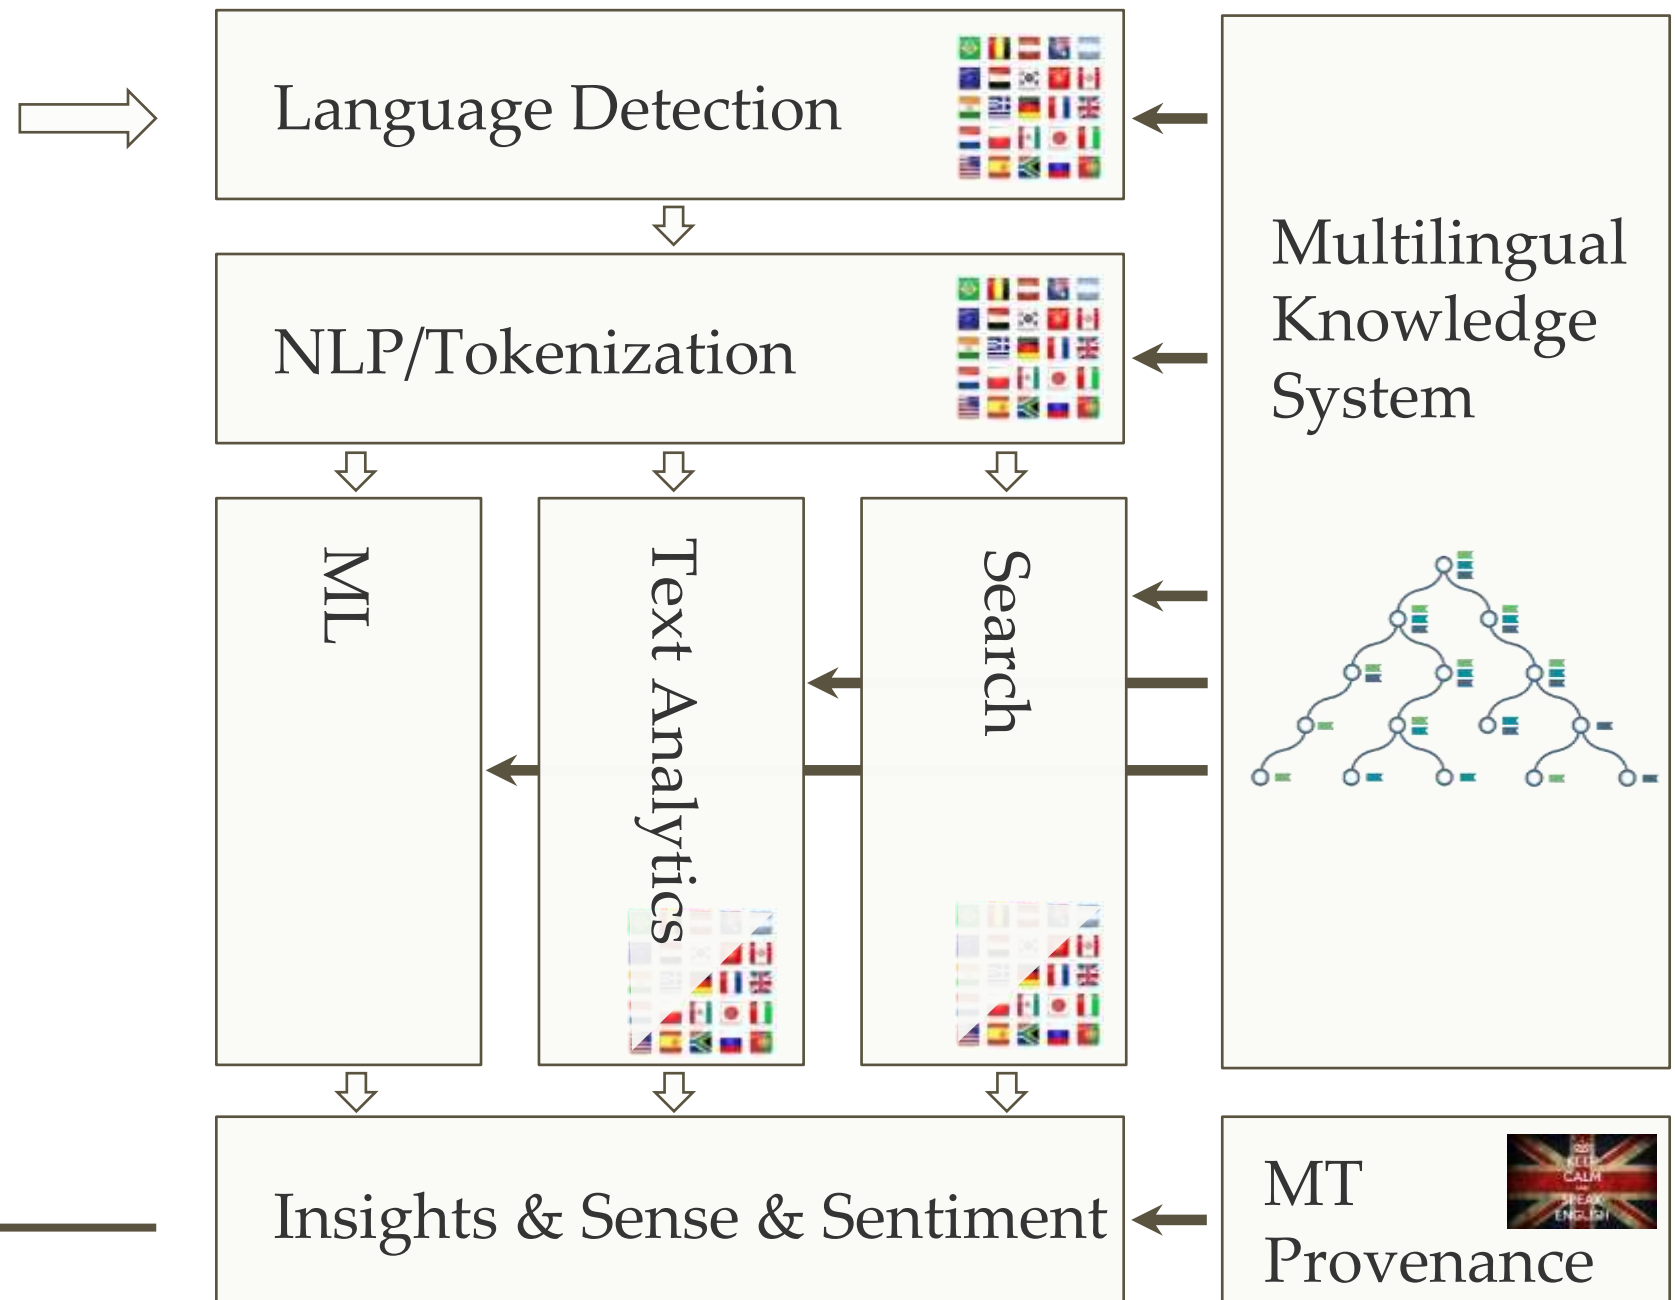 Language Detection
NLP/Tokenization
ML
Text Analytics
Search
Multilingual
Knowledge
System
Insights & Sense & Sentiment
MT
Provenance
KEEP
CALM
AND
SPEAK
ENGLISH